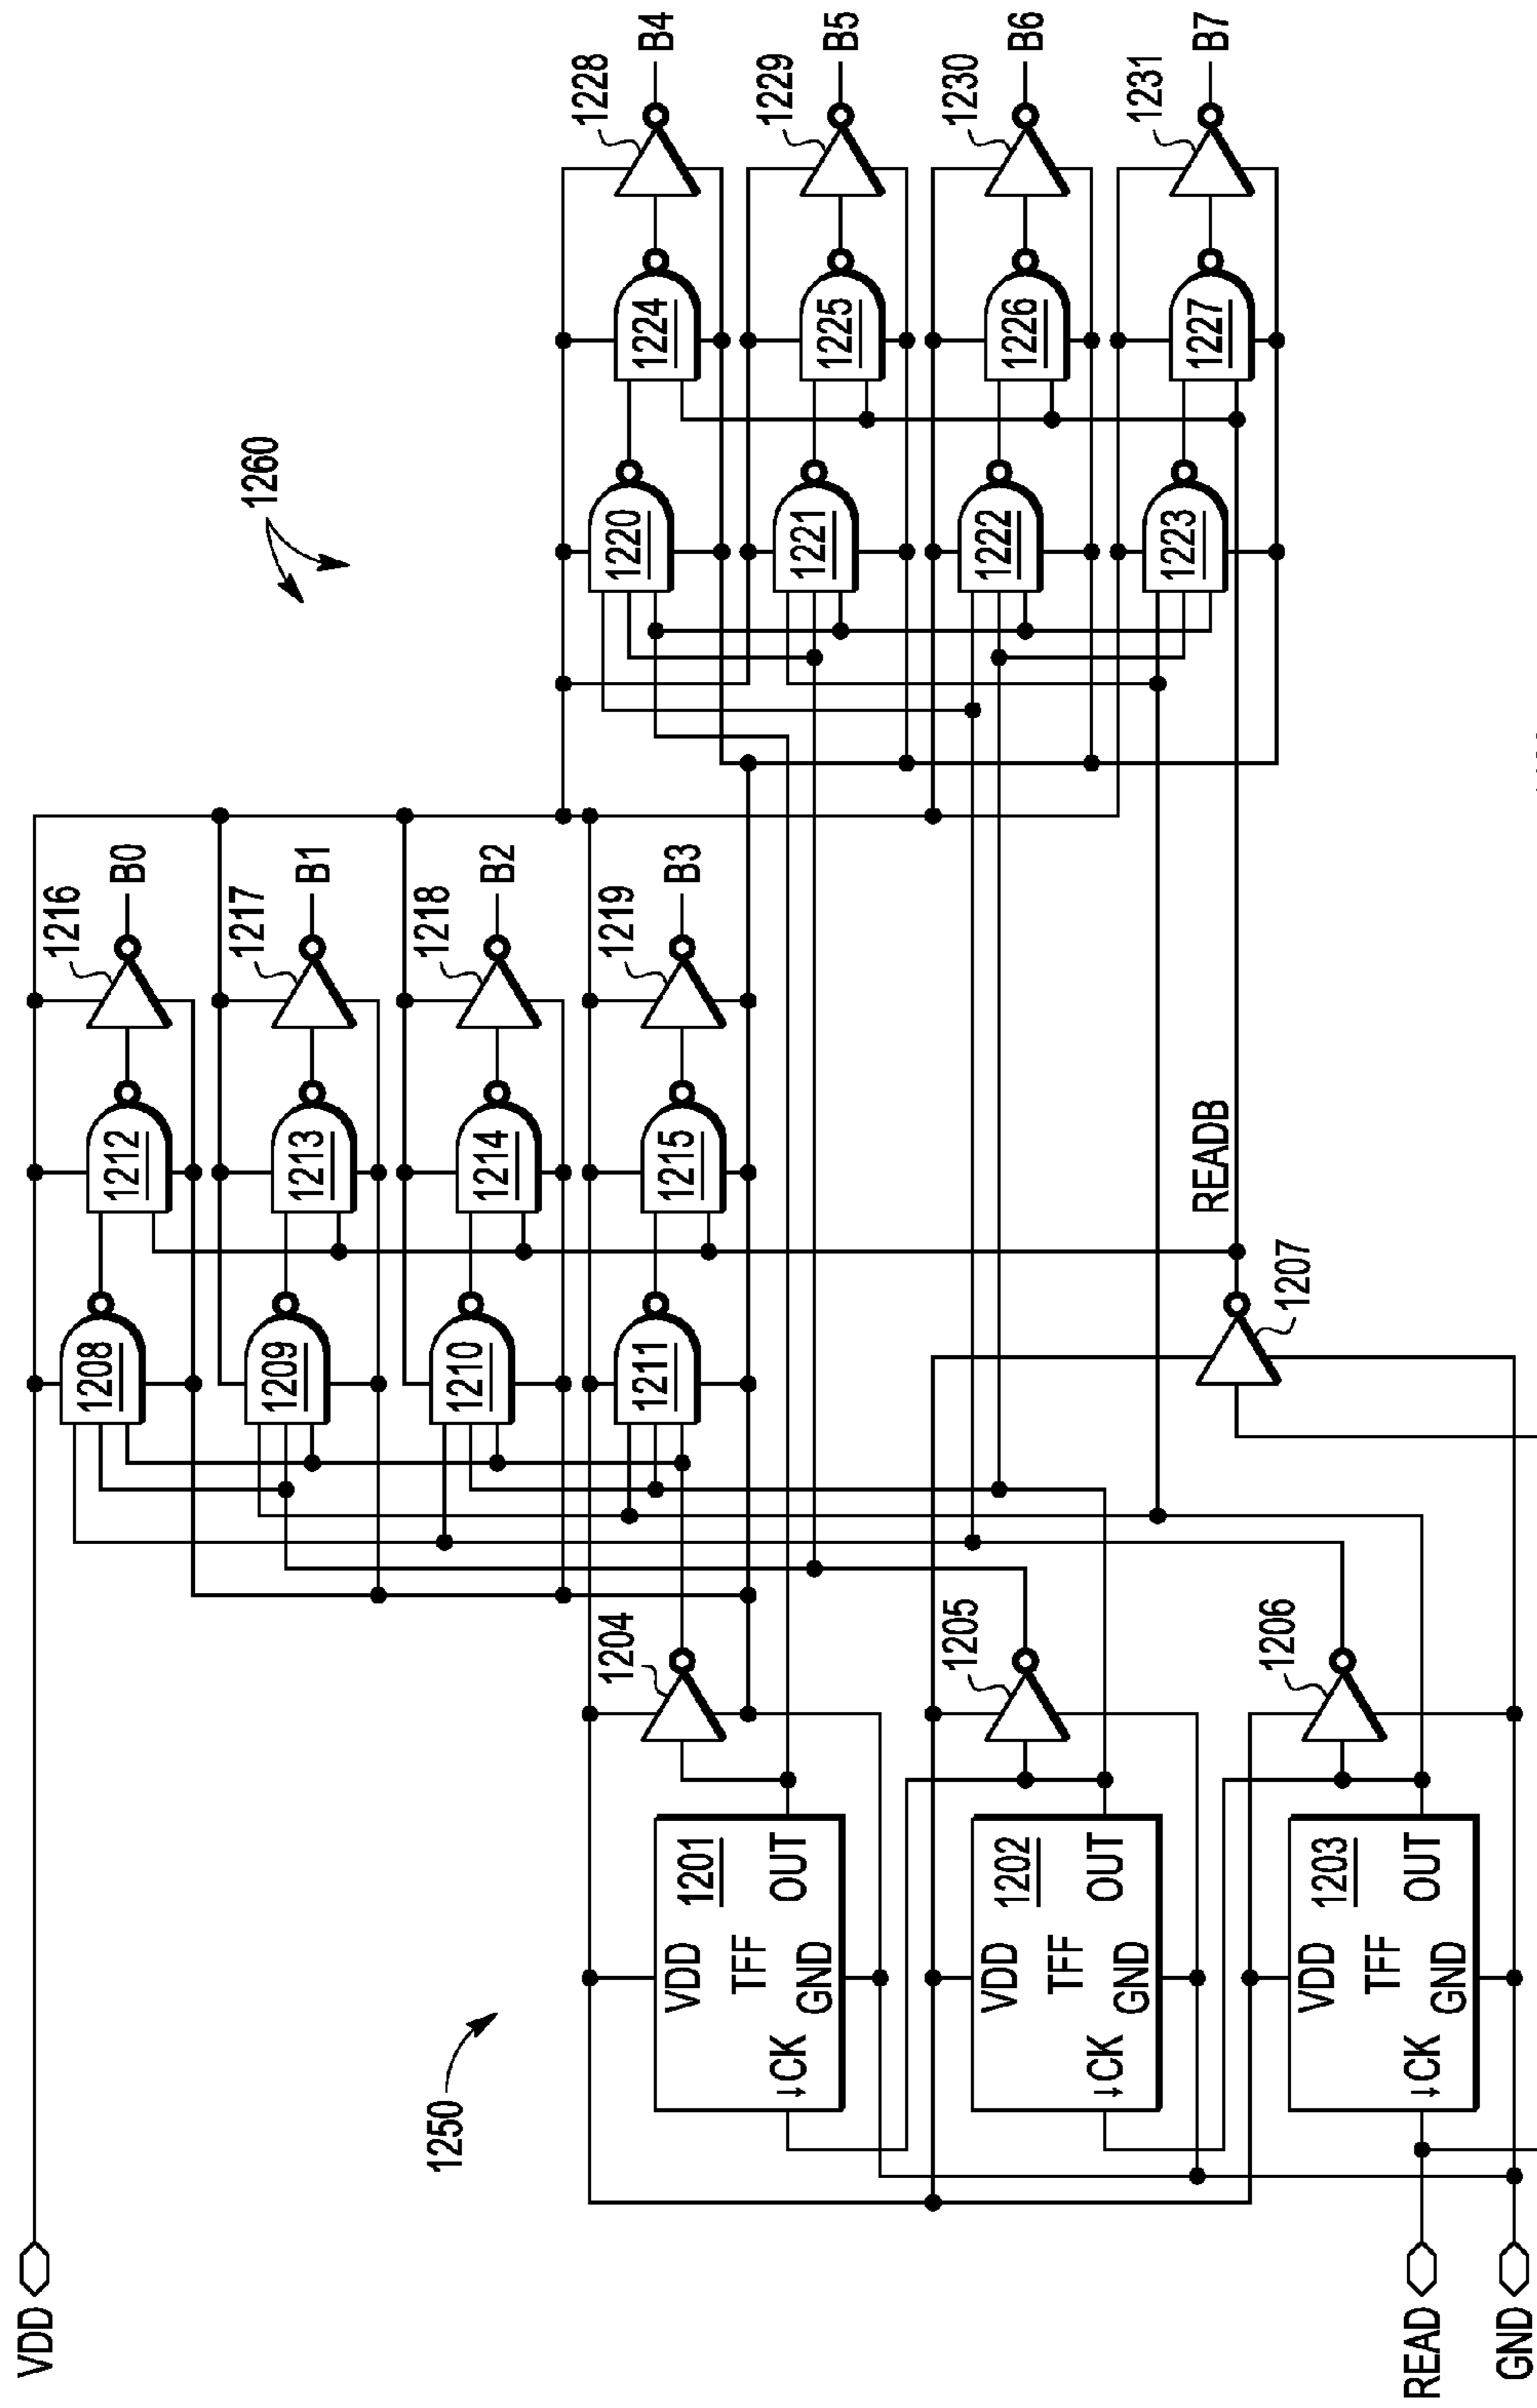 VDD
READ
GND
1250
1260
VDD
1201
TFF
↓CK
GND
OUT
VDD
1202
TFF
↓CK
GND
OUT
VDD
1203
TFF
↓CK
GND
OUT
1204
1205
1206
1207
READB
1208
1212
1216
B0
1209
1213
1217
B1
1210
1214
1218
B2
1211
1215
1219
B3
1220
1224
1228
B4
1221
1225
1229
B5
1222
1226
1230
B6
1223
1227
1231
B7